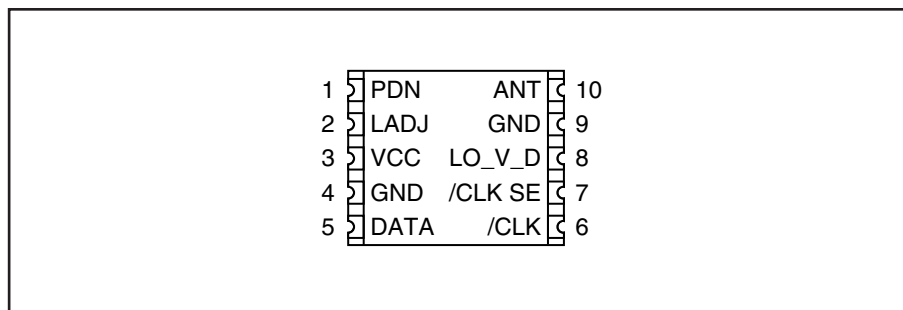 1 PDN ANT 10
2 LADJ GND 9
3 VCC LO_V_D 8
4 GND /CLK SE 7
5 DATA /CLK 6